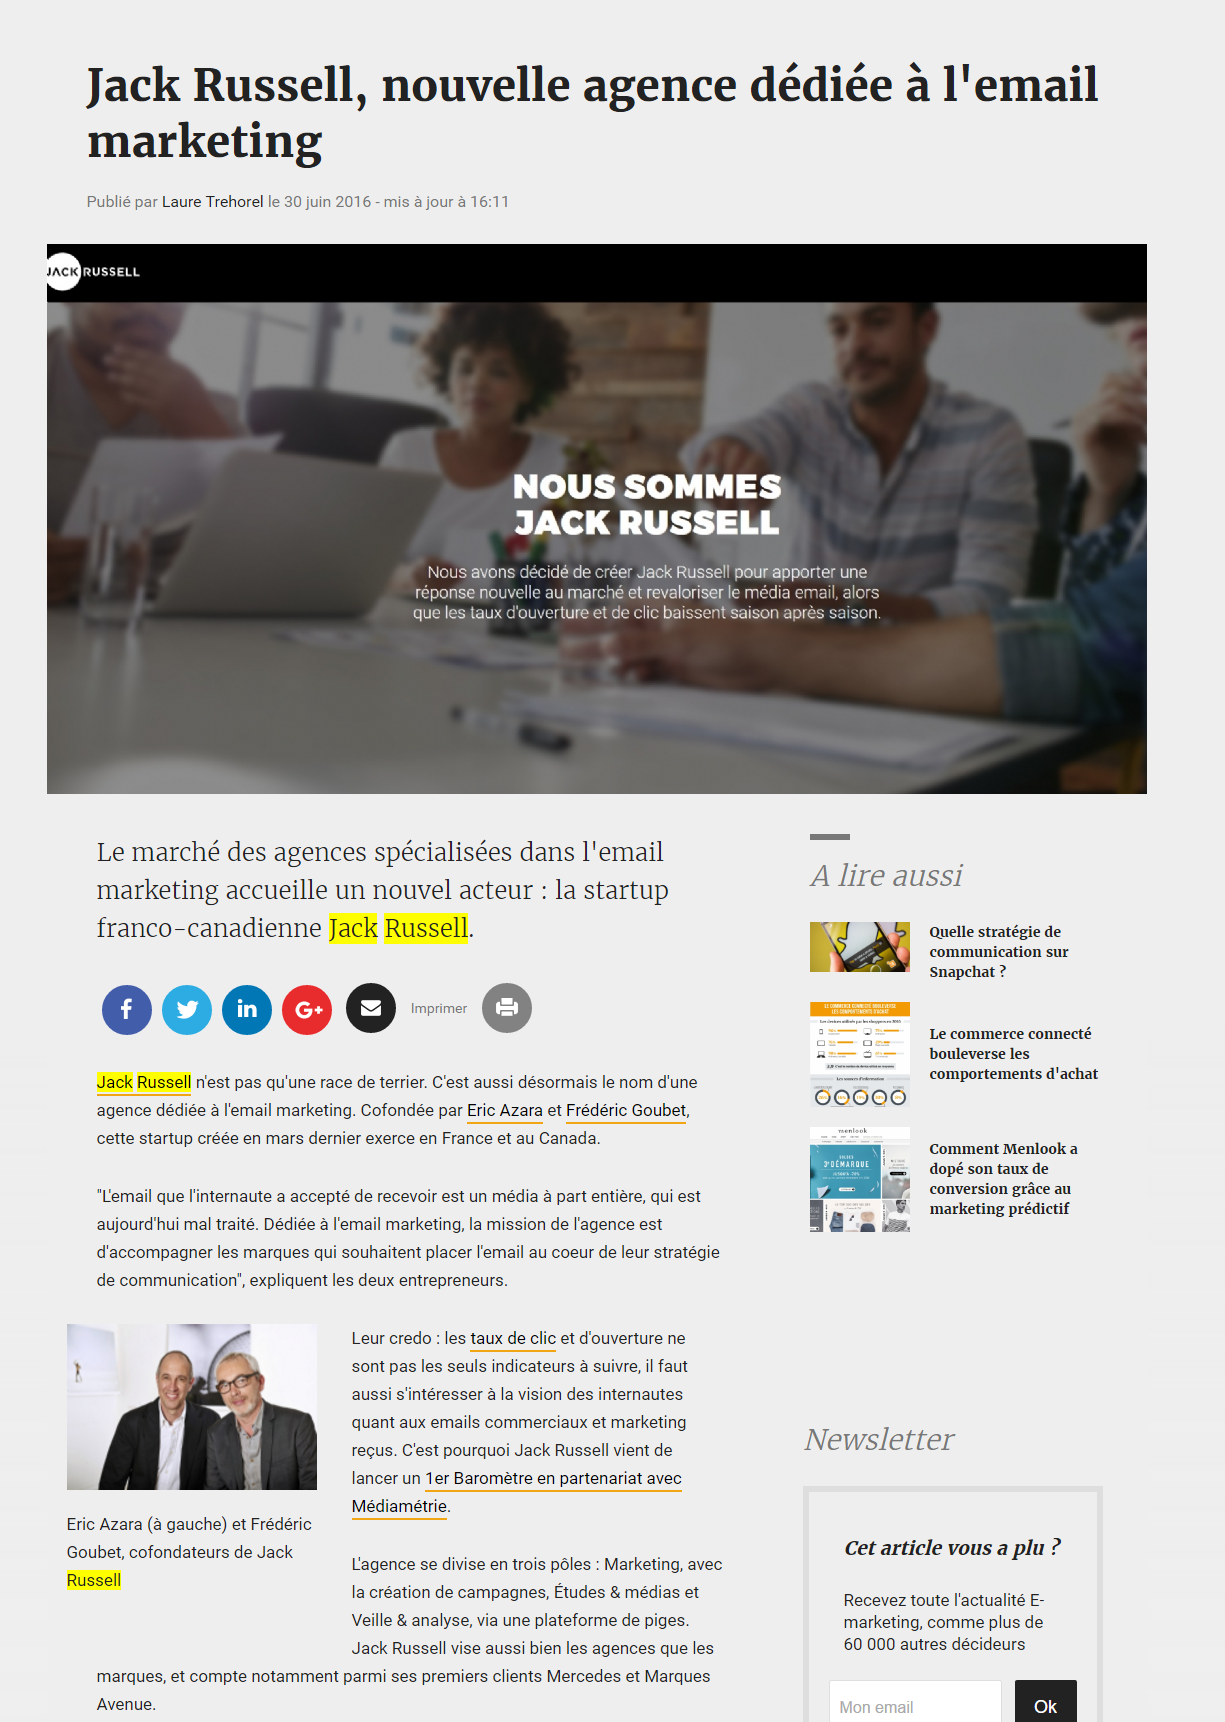 Jack Russell, nouvelle agence dédiée à l'email
marketing
Publié par Laure Trehorel le 30 juin 2016 - mis à jour à 16:11
JACK RUSSELL
NOUS SOMMES
JACK RUSSELL
Nous avons décidé de créer Jack Russell pour apporter une
réponse nouvelle au marché et revaloriser le média email, alors
que les taux d'ouverture et de clic baissent saison après saison.
Le marché des agences spécialisées dans l'email
marketing accueille un nouvel acteur : la startup
franco-canadienne Jack Russell.
Imprimer
Jack Russell n'est pas qu'une race de terrier. C'est aussi désormais le nom d'une
agence dédiée à l'email marketing. Cofondée par Eric Azara et Frédéric Goubet,
cette startup créée en mars dernier exerce en France et au Canada.
"L'email que l'internaute a accepté de recevoir est un média à part entière, qui est
aujourd'hui mal traité. Dédiée à l'email marketing, la mission de l'agence est
d'accompagner les marques qui souhaitent placer l'email au coeur de leur stratégie
de communication", expliquent les deux entrepreneurs.
Eric Azara (à gauche) et Frédéric
Goubet, cofondateurs de Jack
Russell
Leur credo : les taux de clic et d'ouverture ne
sont pas les seuls indicateurs à suivre, il faut
aussi s'intéresser à la vision des internautes
quant aux emails commerciaux et marketing
reçus. C'est pourquoi Jack Russell vient de
lancer un 1er Baromètre en partenariat avec
Médiamétrie.
L'agence se divise en trois pôles : Marketing, avec
la création de campagnes, Études & médias et
Veille & analyse, via une plateforme de piges.
Jack Russell vise aussi bien les agences que les
marques, et compte notamment parmi ses premiers clients Mercedes et Marques
Avenue.
A lire aussi
Quelle stratégie de
communication sur
Snapchat ?
LE COMMERCE CONNECTÉ BOULEVERSE
LES COMPORTEMENTS D'ACHAT
Les sources d'information
Le commerce connecté
bouleverse les
comportements d'achat
menlook
SOLDES
3e DÉMARQUE
Comment Menlook a
dopé son taux de
conversion grâce au
marketing prédictif
Newsletter
Cet article vous a plu ?
Recevez toute l'actualité E-
marketing, comme plus de
60 000 autres décideurs
Mon email
Ok